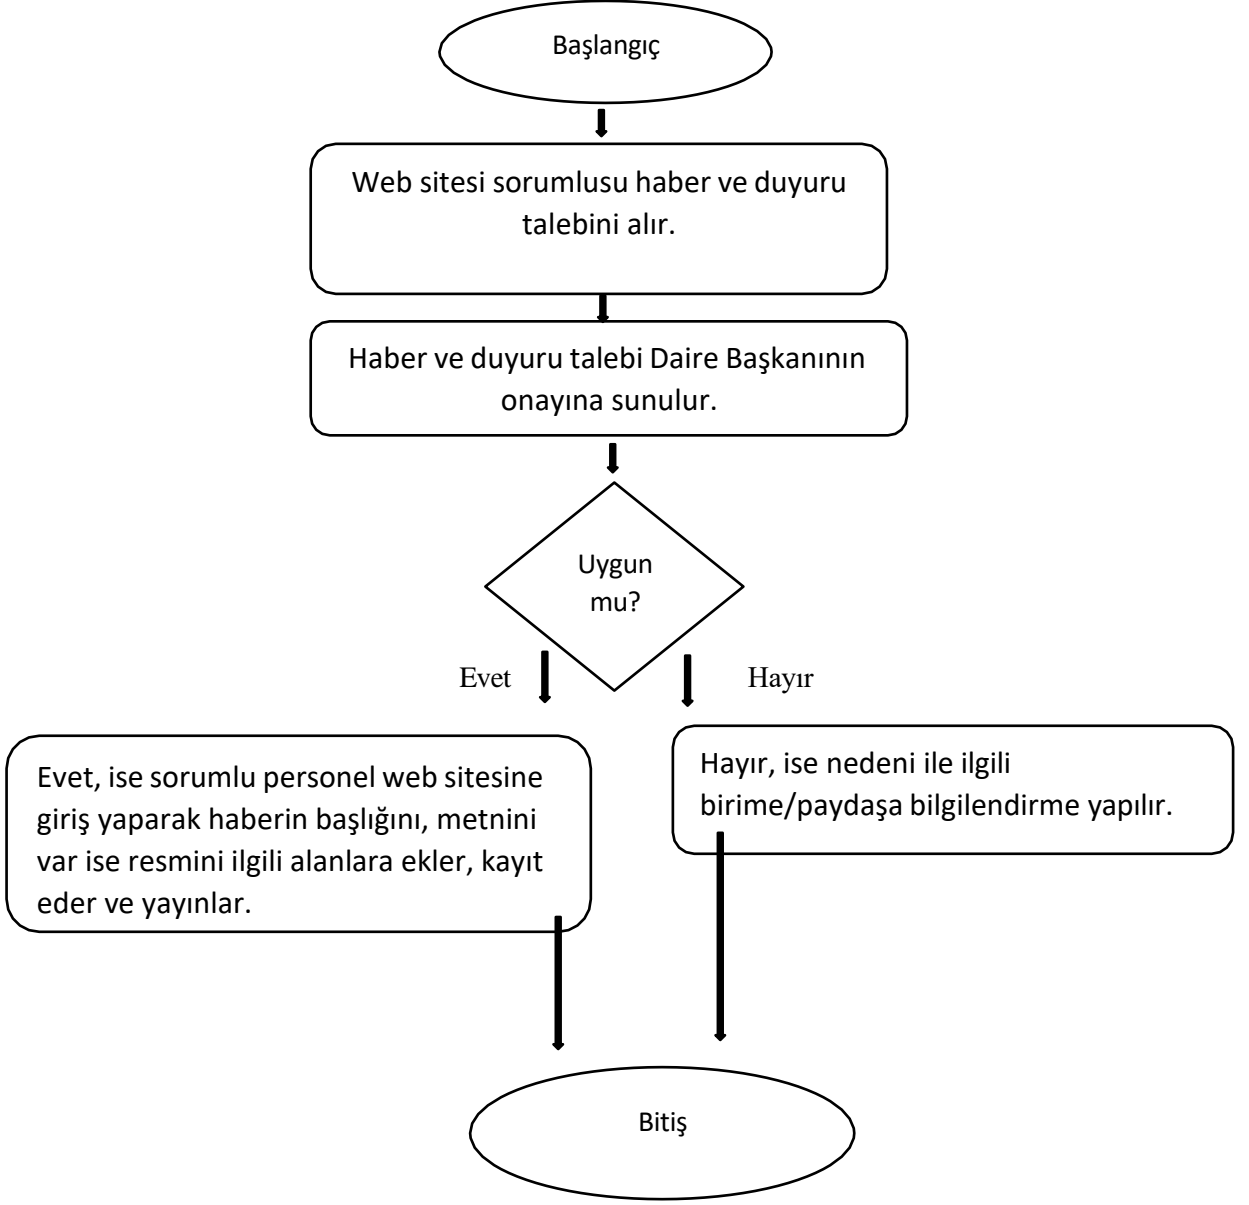 Başlangıç
Web sitesi sorumlusu haber ve duyuru
talebini alır.
Haber ve duyuru talebi Daire Başkanının
onayına sunulur.
Uygun
mu?
Evet
Hayır
Evet, ise sorumlu personel web sitesine
giriş yaparak haberin başlığını, metnini
var ise resmini ilgili alanlara ekler, kayıt
eder ve yayınlar.
Hayır, ise nedeni ile ilgili
birime/paydaşa bilgilendirme yapılır.
Bitiş